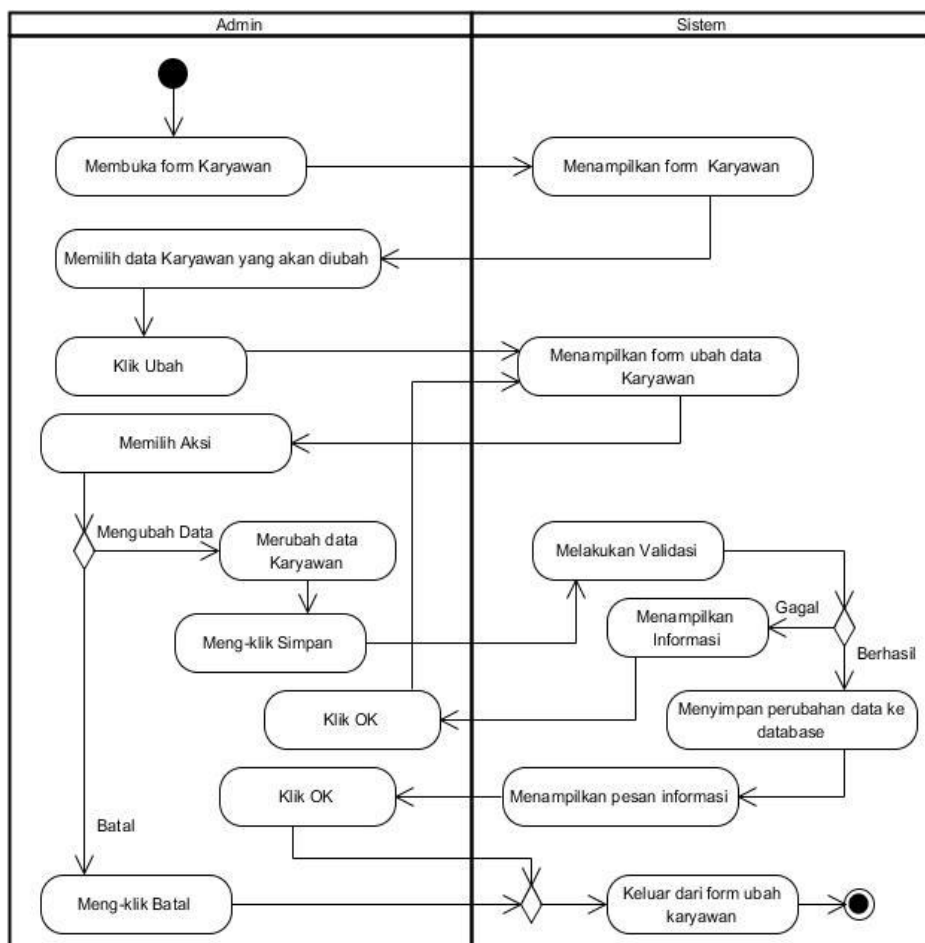 Admin
Sistem
Membuka form Karyawan
Menampilkan form Karyawan
Memilih data Karyawan yang akan diubah
Klik Ubah
Menampilkan form ubah data
Karyawan
Memilih Aksi
Mengubah Data
Merubah data
Karyawan
Melakukan Validasi
Gagal
Menampilkan
Informasi
Meng-klik Simpan
Berhasil
Klik OK
Menyimpan perubahan data ke
database
Klik OK
Menampilkan pesan informasi
Batal
Meng-klik Batal
Keluar dari form ubah
karyawan